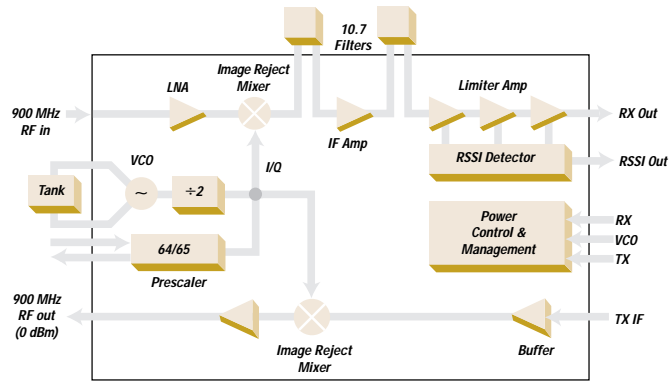 10.7
Filters
Image Reject
Mixer
LNA
Limiter Amp
900 MHz
RF in
RX Out
IF Amp
I/Q
VCO
RSSI Detector
RSSI Out
Tank
~
÷2
Power
Control &
Management
RX
VCO
TX
64/65
Prescaler
900 MHz
RF out
(0 dBm)
TX IF
Image Reject
Mixer
Buffer